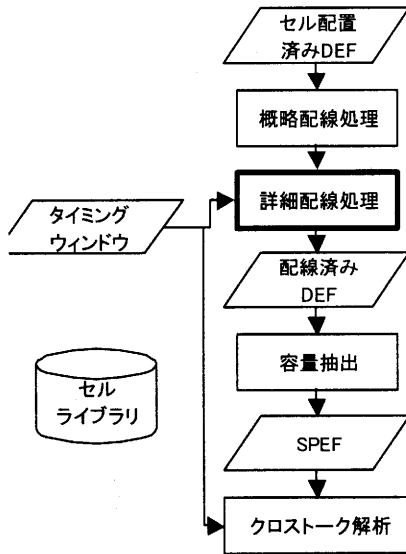 セル配置
済みDEF
概略配線処理
詳細配線処理
タイミング
ウィンドウ
配線済み
DEF
容量抽出
セル
ライブラリ
SPEF
クロストーク解析